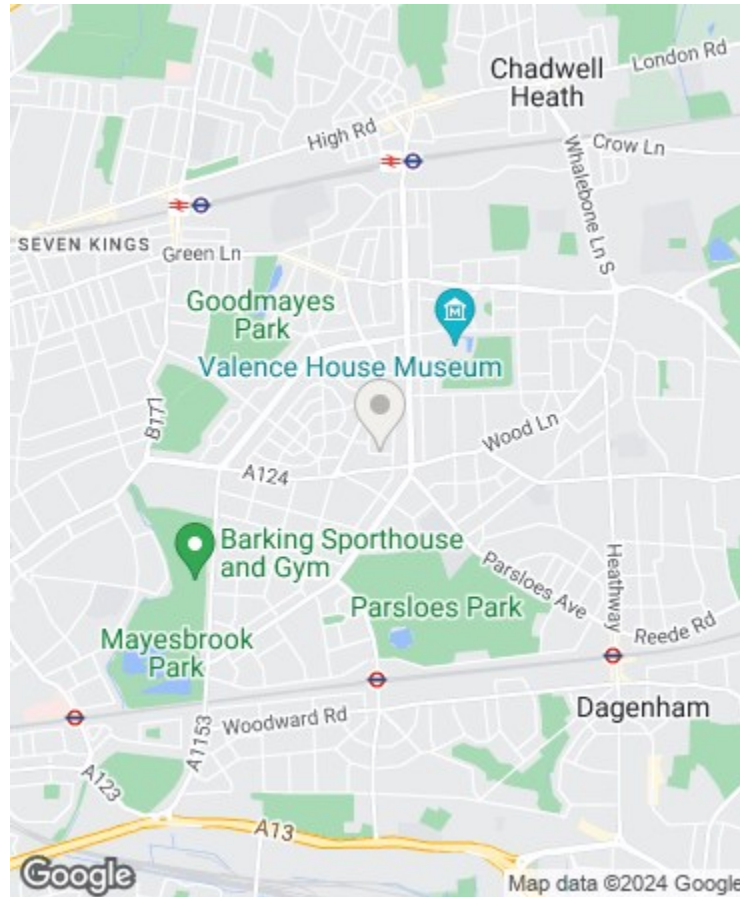 Chadwell
Heath
London Rd
High Rd
Crow Ln
Whalebone Ln S
SEVEN KINGS
Green Ln
Goodmayes
Park
M
Valence House Museum
B177
Wood Ln
A124
Barking Sporthouse
and Gym
Parsloes Ave
Heathway
Parsloes Park
Reede Rd
Mayesbrook
Park
Dagenham
Woodward Rd
A1153
A123
A13
Google
Map data ©2024 Google